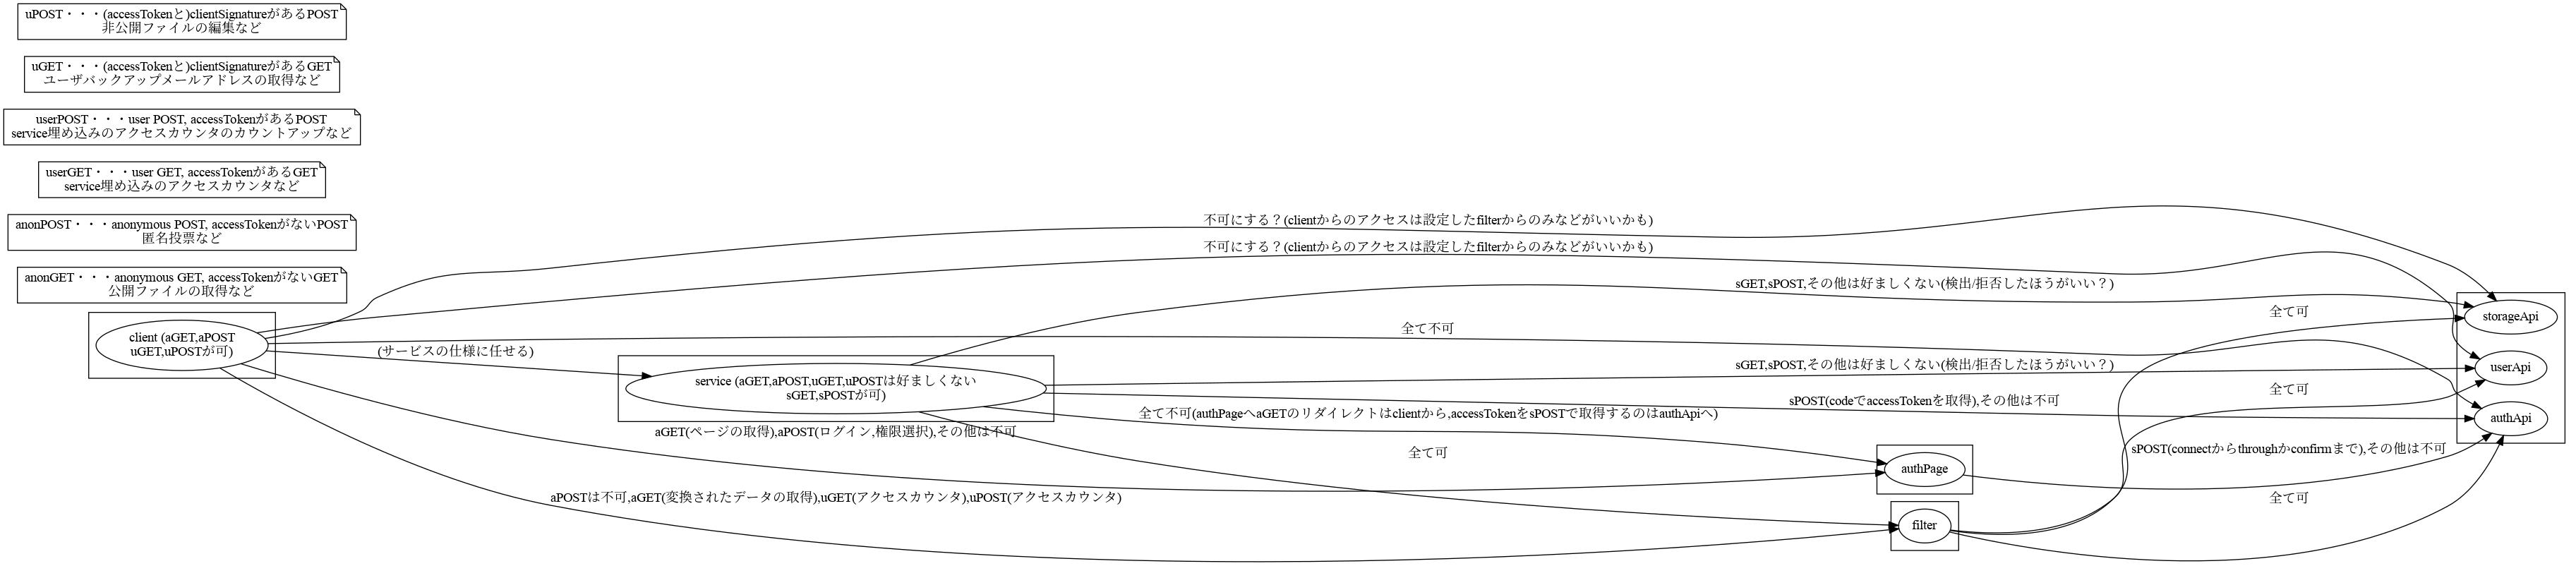 uPOST・・・(accessTokenと)clientSignatureがあるPOST
非公開ファイルの編集など
uGET・・・(accessTokenと)clientSignatureがあるGET
ユーザバックアップメールアドレスの取得など
userPOST・・・user POST, accessTokenがあるPOST
service埋め込みのアクセスカウンタのカウントアップなど
userGET・・・user GET, accessTokenがあるGET
service埋め込みのアクセスカウンタなど
anonPOST・・・anonymous POST, accessTokenがないPOST
匿名投票など
anonGET・・・anonymous GET, accessTokenがないGET
公開ファイルの取得など
client (aGET,aPOST
uGET,uPOSTが可)
(サービスの仕様に任せる)
service (aGET,aPOST,uGET,uPOSTは好ましくない
sGET,sPOSTが可)
不可にする？(clientからのアクセスは設定したfilterからのみなどがいいかも)
不可にする？(clientからのアクセスは設定したfilterからのみなどがいいかも)
sGET,sPOST,その他は好ましくない(検出/拒否したほうがいい？)
全て不可
sGET,sPOST,その他は好ましくない(検出/拒否したほうがいい？)
sPOST(codeでaccessTokenを取得),その他は不可
全て不可(authPageへaGETのリダイレクトはclientから,accessTokenをsPOSTで取得するのはauthApiへ)
aGET(ページの取得),aPOST(ログイン,権限選択),その他は不可
全て可
aPOSTは不可,aGET(変換されたデータの取得),uGET(アクセスカウンタ),uPOST(アクセスカウンタ)
authPage
filter
全て可
全て可
sPOST(connectからthroughかconfirmまで),その他は不可
全て可
storageApi
userApi
authApi